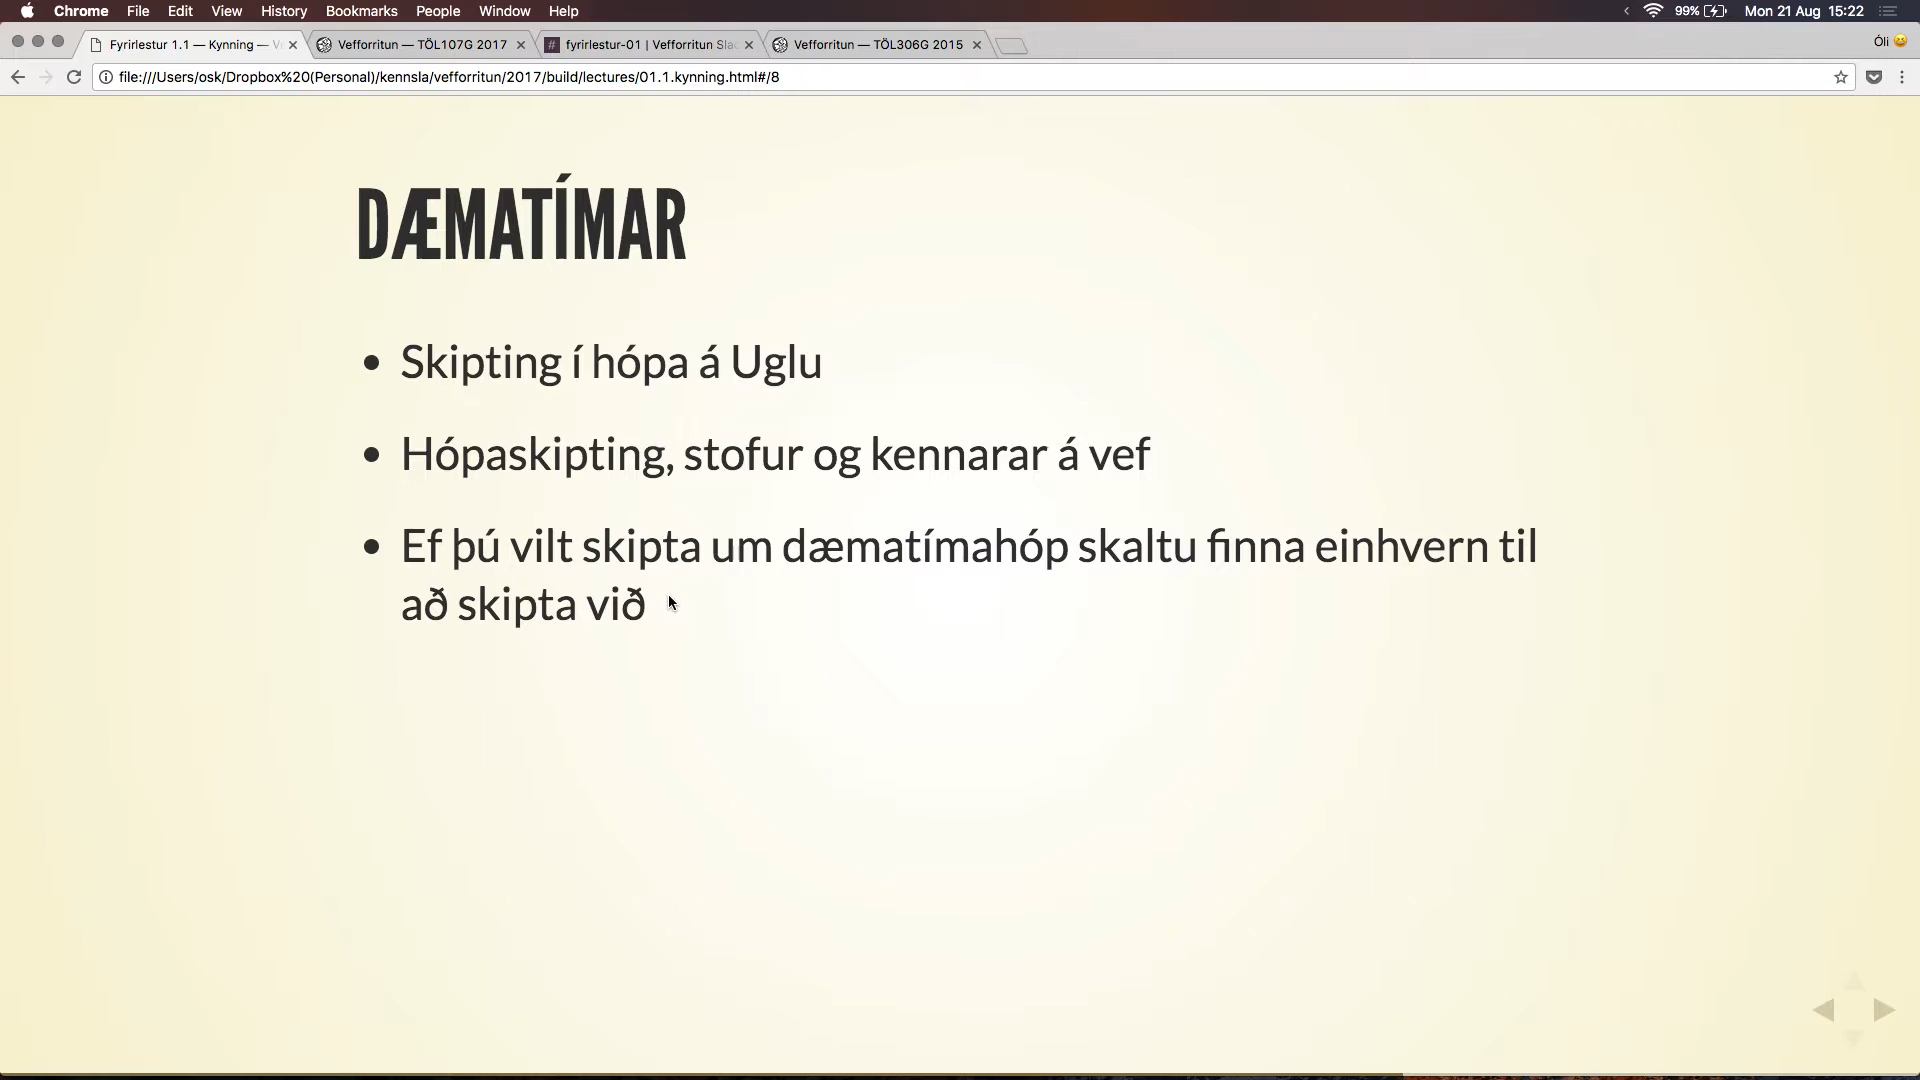 Chrome File Edit View History Bookmarks People Window Help 99% Mon 21 Aug 15:22
Fyrirlestur 1.1 — Kynning — Vefforritun — TÖL107G 2017 fyrirlestur-01 | Vefforritun Slac Vefforritun — TÖL306G 2015 Óli
file:///Users/osk/Dropbox%20(Personal)/kennsla/vefforritun/2017/build/lectures/01.1.kynning.html#/8
DÆMATÍMAR
• Skipting í hópa á Uglu
• Hópaskipting, stofur og kennarar á vef
• Ef þú vilt skipta um dæmatímahóp skaltu finna einhvern til
að skipta við